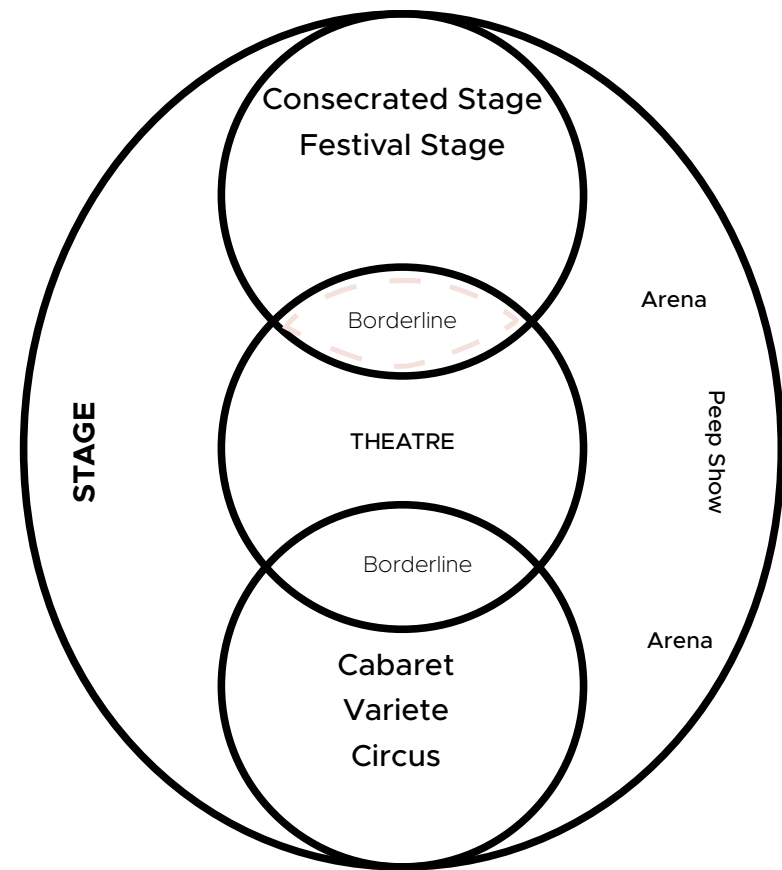 Consecrated Stage
Festival Stage
Arena
Borderline
STAGE
THEATRE
Peep Show
Borderline
Arena
Cabaret
Variete
Circus